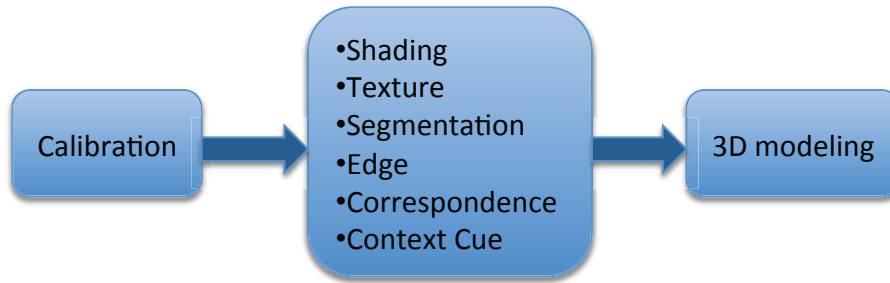 Calibration
•Shading
•Texture
•Segmentation
•Edge
•Correspondence
•Context Cue
3D modeling